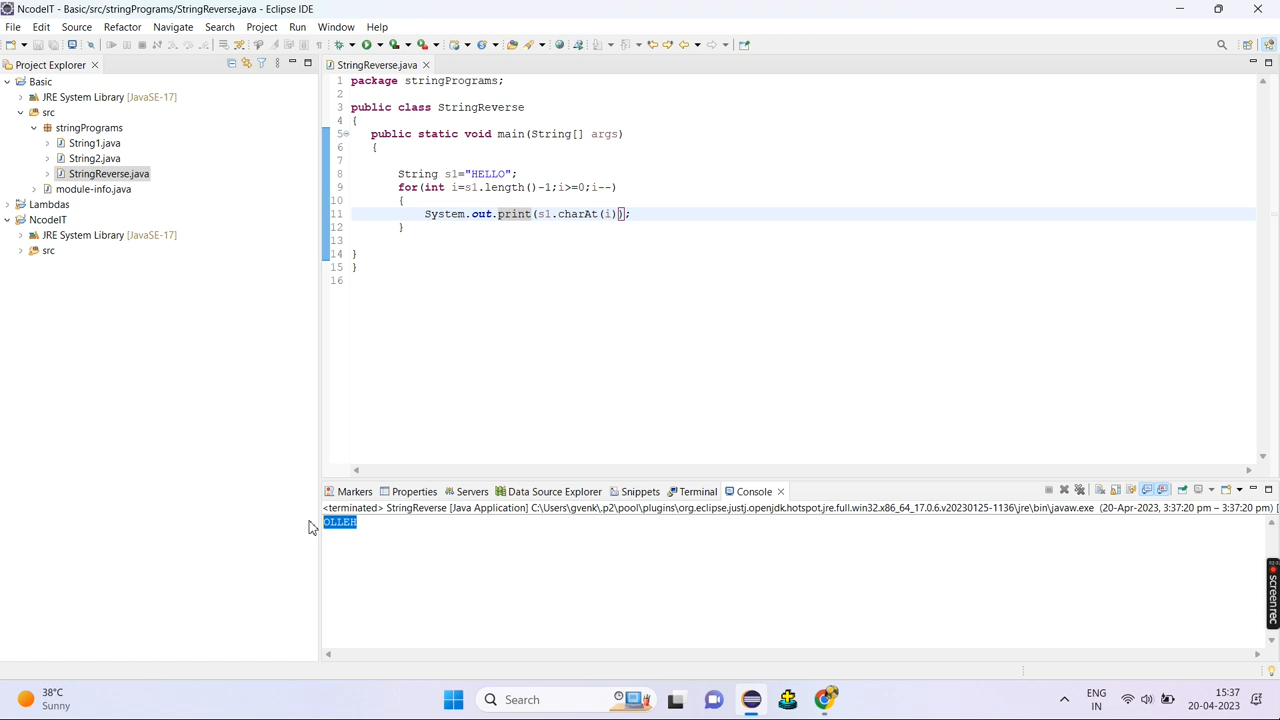 NcodeIT - Basic/src/stringPrograms/StringReverse.java - Eclipse IDE
File Edit Source Refactor Navigate Search Project Run Window Help
Project Explorer
StringReverse.java
Basic
JRE System Library [JavaSE-17]
src
stringPrograms
String1.java
String2.java
StringReverse.java
module-info.java
Lambdas
NcodeIT
JRE System Library [JavaSE-17]
src
1 package stringPrograms;
2
3 public class StringReverse
4 {
5 public static void main(String[] args)
6 {
7
8 String s1="HELLO";
9 for(int i=s1.length()-1;i>=0;i--)
10 {
11 System.out.print(s1.charAt(i));
12 }
13
14 }
15 }
16
Markers Properties Servers Data Source Explorer Snippets Terminal Console
<terminated> StringReverse [Java Application] C:\Users\gvenk\.p2\pool\plugins\org.eclipse.justj.openjdk.hotspot.jre.full.win32.x86_64_17.0.6.v20230125-1136\jre\bin\javaw.exe (20-Apr-2023, 3:37:20 pm – 3:37:20 pm) [
OLLEH
screenrec
38°C
Sunny
Search
ENG
IN
15:37
20-04-2023